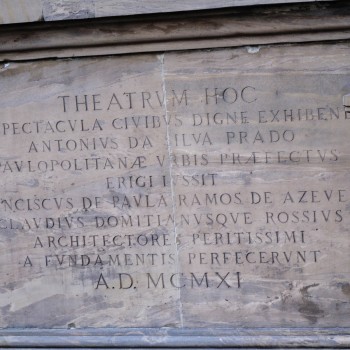 THEATRVM HOC
SPECTACVLA CIVIBVS DIGNE EXHIBEN
ANTONIVS DA SILVA PRADO
PAVLOPOLITANÆ VRBIS PRÆFECTVS
ERIGI IVSSIT
NCISCVS DE PAVLA RAMOS DE AZEVE
CLAVDIVS DOMITIANVSQVE ROSSIVS
ARCHITECTORES PERITISSIMI
A FVNDAMENTIS PERFECERVNT
A.D. MCMXI